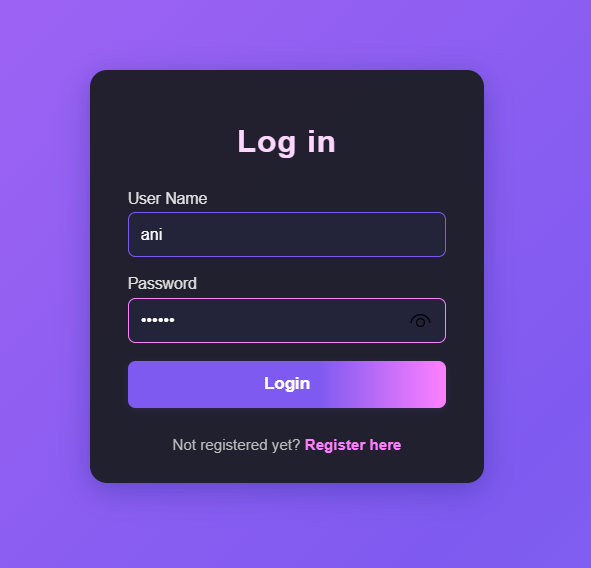 Log in
User Name
ani
Password
••••••
Login
Not registered yet? Register here